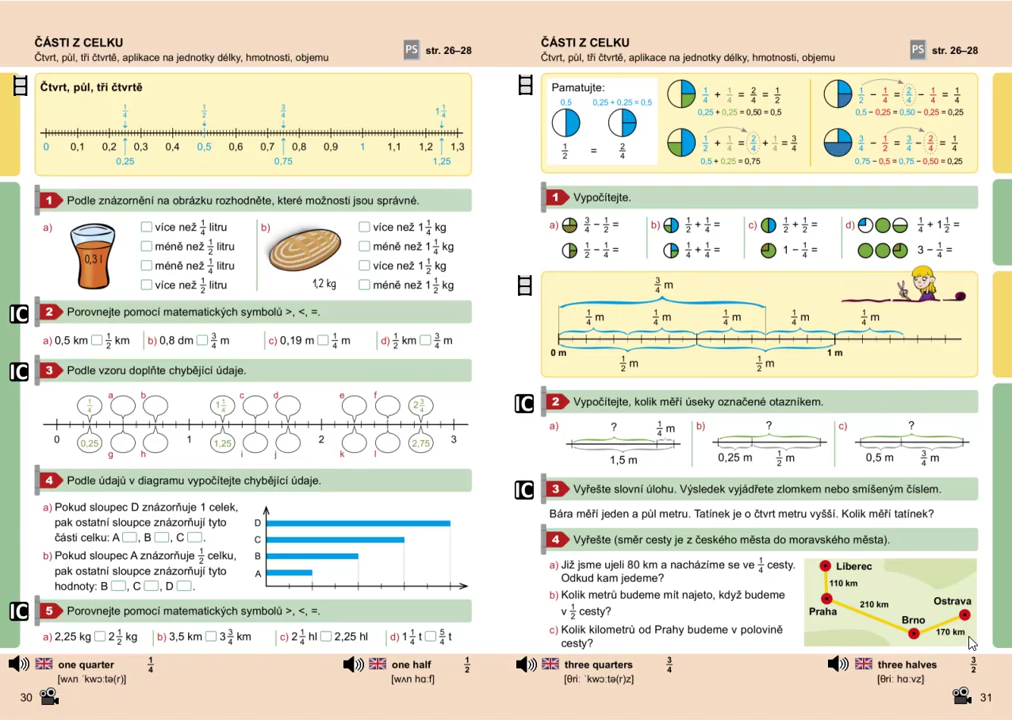 ČÁSTI Z CELKU
Čtvrt, půl, tři čtvrtě, aplikace na jednotky délky, hmotnosti, objemu
PS str. 26–28
Čtvrt, půl, tři čtvrtě
1/4 1/2 3/4 1 1/4
0 0,1 0,2 0,3 0,4 0,5 0,6 0,7 0,8 0,9 1 1,1 1,2 1,3
0,25 0,75 1,25
1 Podle znázornění na obrázku rozhodněte, které možnosti jsou správné.
a) 0,3 l
více než 1/4 litru
méně než 1/2 litru
méně než 1/4 litru
více než 1/2 litru
b) 1,2 kg
více než 1 1/4 kg
méně než 1 1/4 kg
více než 1 1/2 kg
méně než 1 1/2 kg
IC 2 Porovnejte pomocí matematických symbolů >, <, =.
a) 0,5 km 1/2 km b) 0,8 dm 3/4 m c) 0,19 m 1/4 m d) 1/2 km 3/4 m
IC 3 Podle vzoru doplňte chybějící údaje.
1/4 a b 1 1/4 c d e f 2 3/4
0 1 2 3
0,25 1,25 2,75
g h i j k l
4 Podle údajů v diagramu vypočítejte chybějící údaje.
a) Pokud sloupec D znázorňuje 1 celek,
pak ostatní sloupce znázorňují tyto
části celku: A , B , C .
b) Pokud sloupec A znázorňuje 1/2 celku,
pak ostatní sloupce znázorňují tyto
hodnoty: B , C , D .
D
C
B
A
IC 5 Porovnejte pomocí matematických symbolů >, <, =.
a) 2,25 kg 2 1/2 kg b) 3,5 km 3 3/4 km c) 2 1/4 hl 2,25 hl d) 1 1/4 t 5/4 t
one quarter 1/4
[wʌn ˈkwɔːtə(r)]
one half 1/2
[wʌn hɑːf]
30
ČÁSTI Z CELKU
Čtvrt, půl, tři čtvrtě, aplikace na jednotky délky, hmotnosti, objemu
PS str. 26–28
Pamatujte:
0,5 0,25 + 0,25 = 0,5
1/2 = 2/4
1/4 + 1/4 = 2/4 = 1/2
0,25 + 0,25 = 0,50 = 0,5
1/2 + 1/4 = 2/4 + 1/4 = 3/4
0,5 + 0,25 = 0,75
1/2 − 1/4 = 2/4 − 1/4 = 1/4
0,5 − 0,25 = 0,50 − 0,25 = 0,25
3/4 − 1/2 = 3/4 − 2/4 = 1/4
0,75 − 0,5 = 0,75 − 0,50 = 0,25
1 Vypočítejte.
a) 3/4 − 1/2 = b) 1/2 + 1/4 = c) 1/2 + 1/2 = d) 1/4 + 1 1/2 =
1/2 − 1/4 = 1/4 + 1/4 = 1 − 1/4 = 3 − 1/4 =
3/4 m
1/4 m 1/4 m 1/4 m 1/4 m 1/4 m
0 m 1 m
1/2 m 1/2 m
IC 2 Vypočítejte, kolik měří úseky označené otazníkem.
a) ? 1/4 m
1,5 m
b) ?
0,25 m 1/2 m
c) ?
0,5 m 3/4 m
IC 3 Vyřešte slovní úlohu. Výsledek vyjádřete zlomkem nebo smíšeným číslem.
Bára měří jeden a půl metru. Tatínek je o čtvrt metru vyšší. Kolik měří tatínek?
4 Vyřešte (směr cesty je z českého města do moravského města).
a) Již jsme ujeli 80 km a nacházíme se ve 1/4 cesty.
Odkud kam jedeme?
b) Kolik metrů budeme mít najeto, když budeme
v 1/2 cesty?
c) Kolik kilometrů od Prahy budeme v polovině
cesty?
Liberec
110 km
Praha
210 km
Ostrava
Brno
170 km
three quarters 3/4
[θriː ˈkwɔːtə(r)z]
three halves 3/2
[θriː hɑːvz]
31